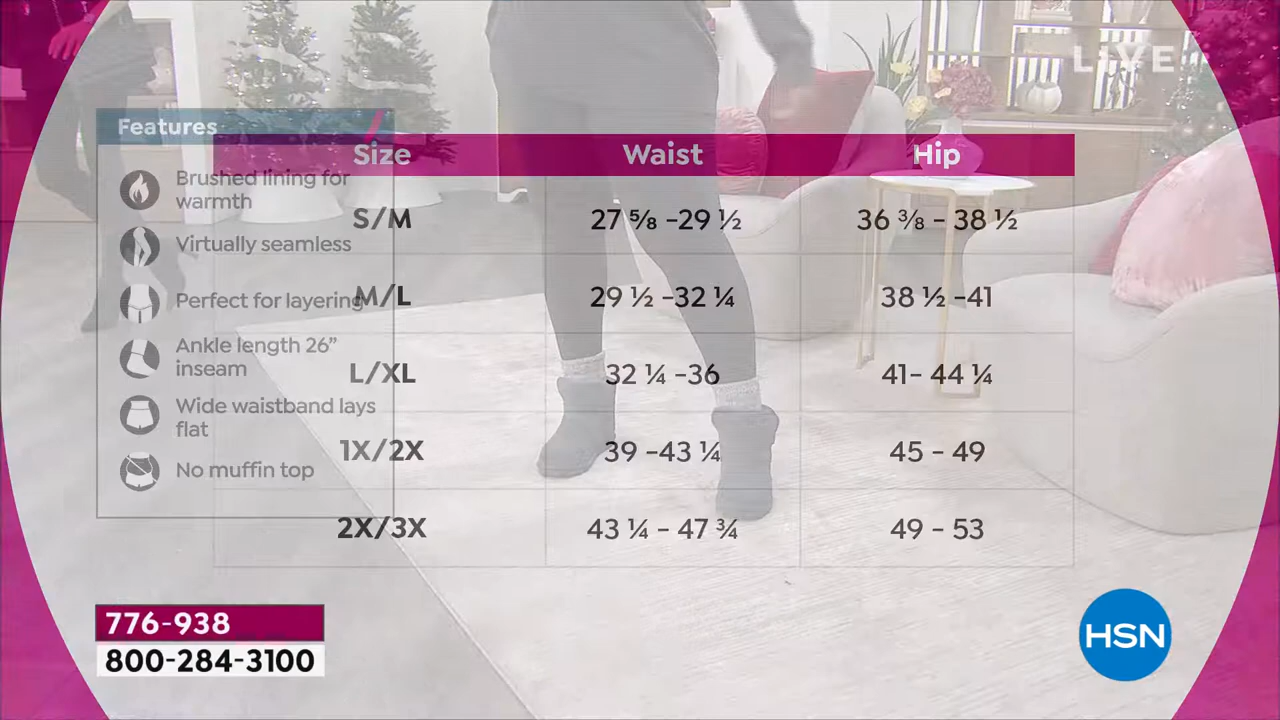 LIVE
Features
Brushed lining for
warmth
Virtually seamless
Perfect for layering
Ankle length 26”
inseam
Wide waistband lays
flat
No muffin top
Size Waist Hip
S/M 27 ⅝ -29 ½ 36 ⅜ - 38 ½
M/L 29 ½ -32 ¼ 38 ½ -41
L/XL 32 ¼ -36 41- 44 ¼
1X/2X 39 -43 ¼ 45 - 49
2X/3X 43 ¼ - 47 ¾ 49 - 53
776-938
800-284-3100
HSN